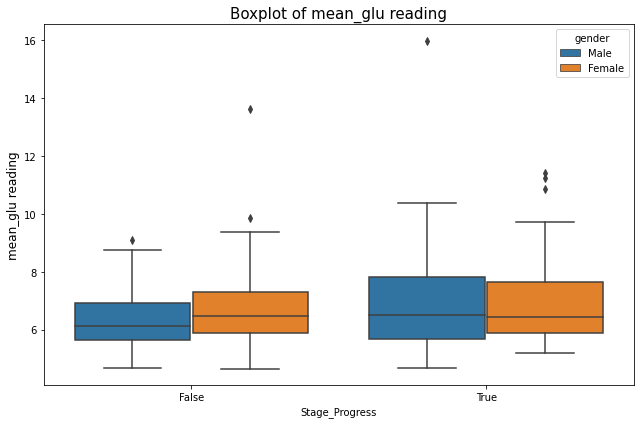 Boxplot of mean_glu reading
gender
Male
Female
16
14
12
10
8
6
mean_glu reading
False
True
Stage_Progress